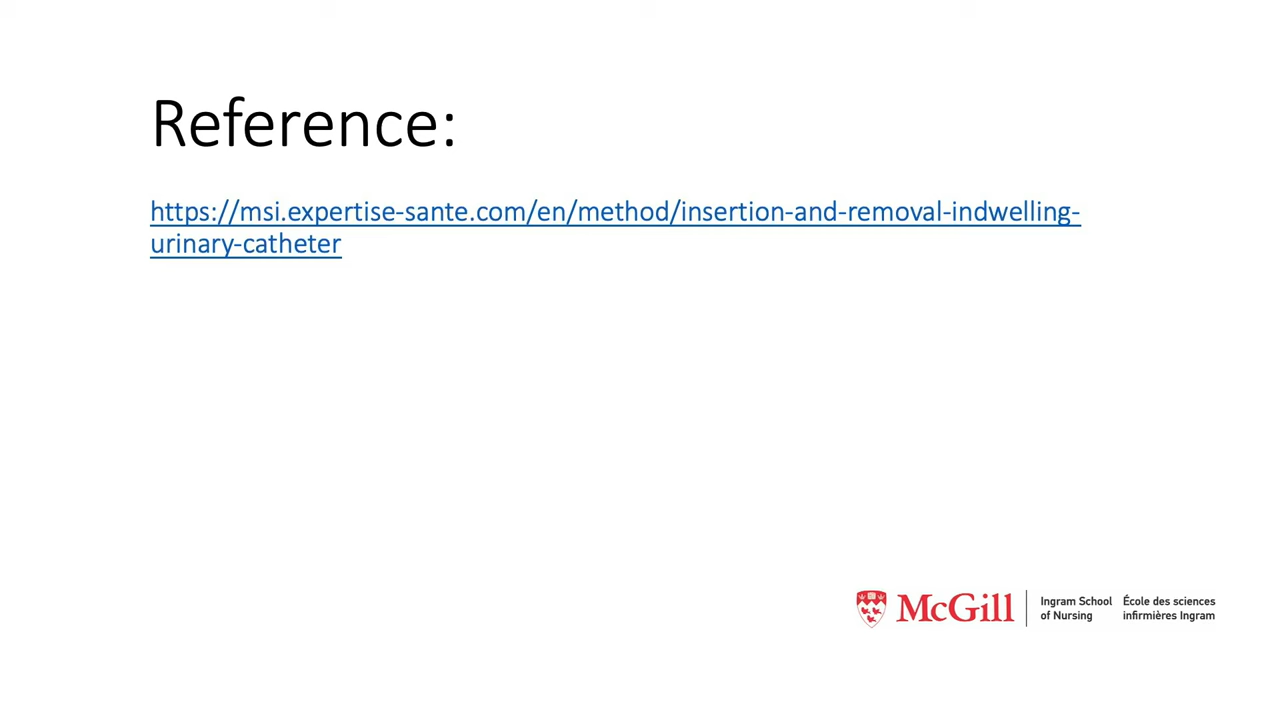 Reference:
https://msi.expertise-sante.com/en/method/insertion-and-removal-indwelling-
urinary-catheter
McGill
Ingram School
of Nursing
École des sciences
infirmières Ingram